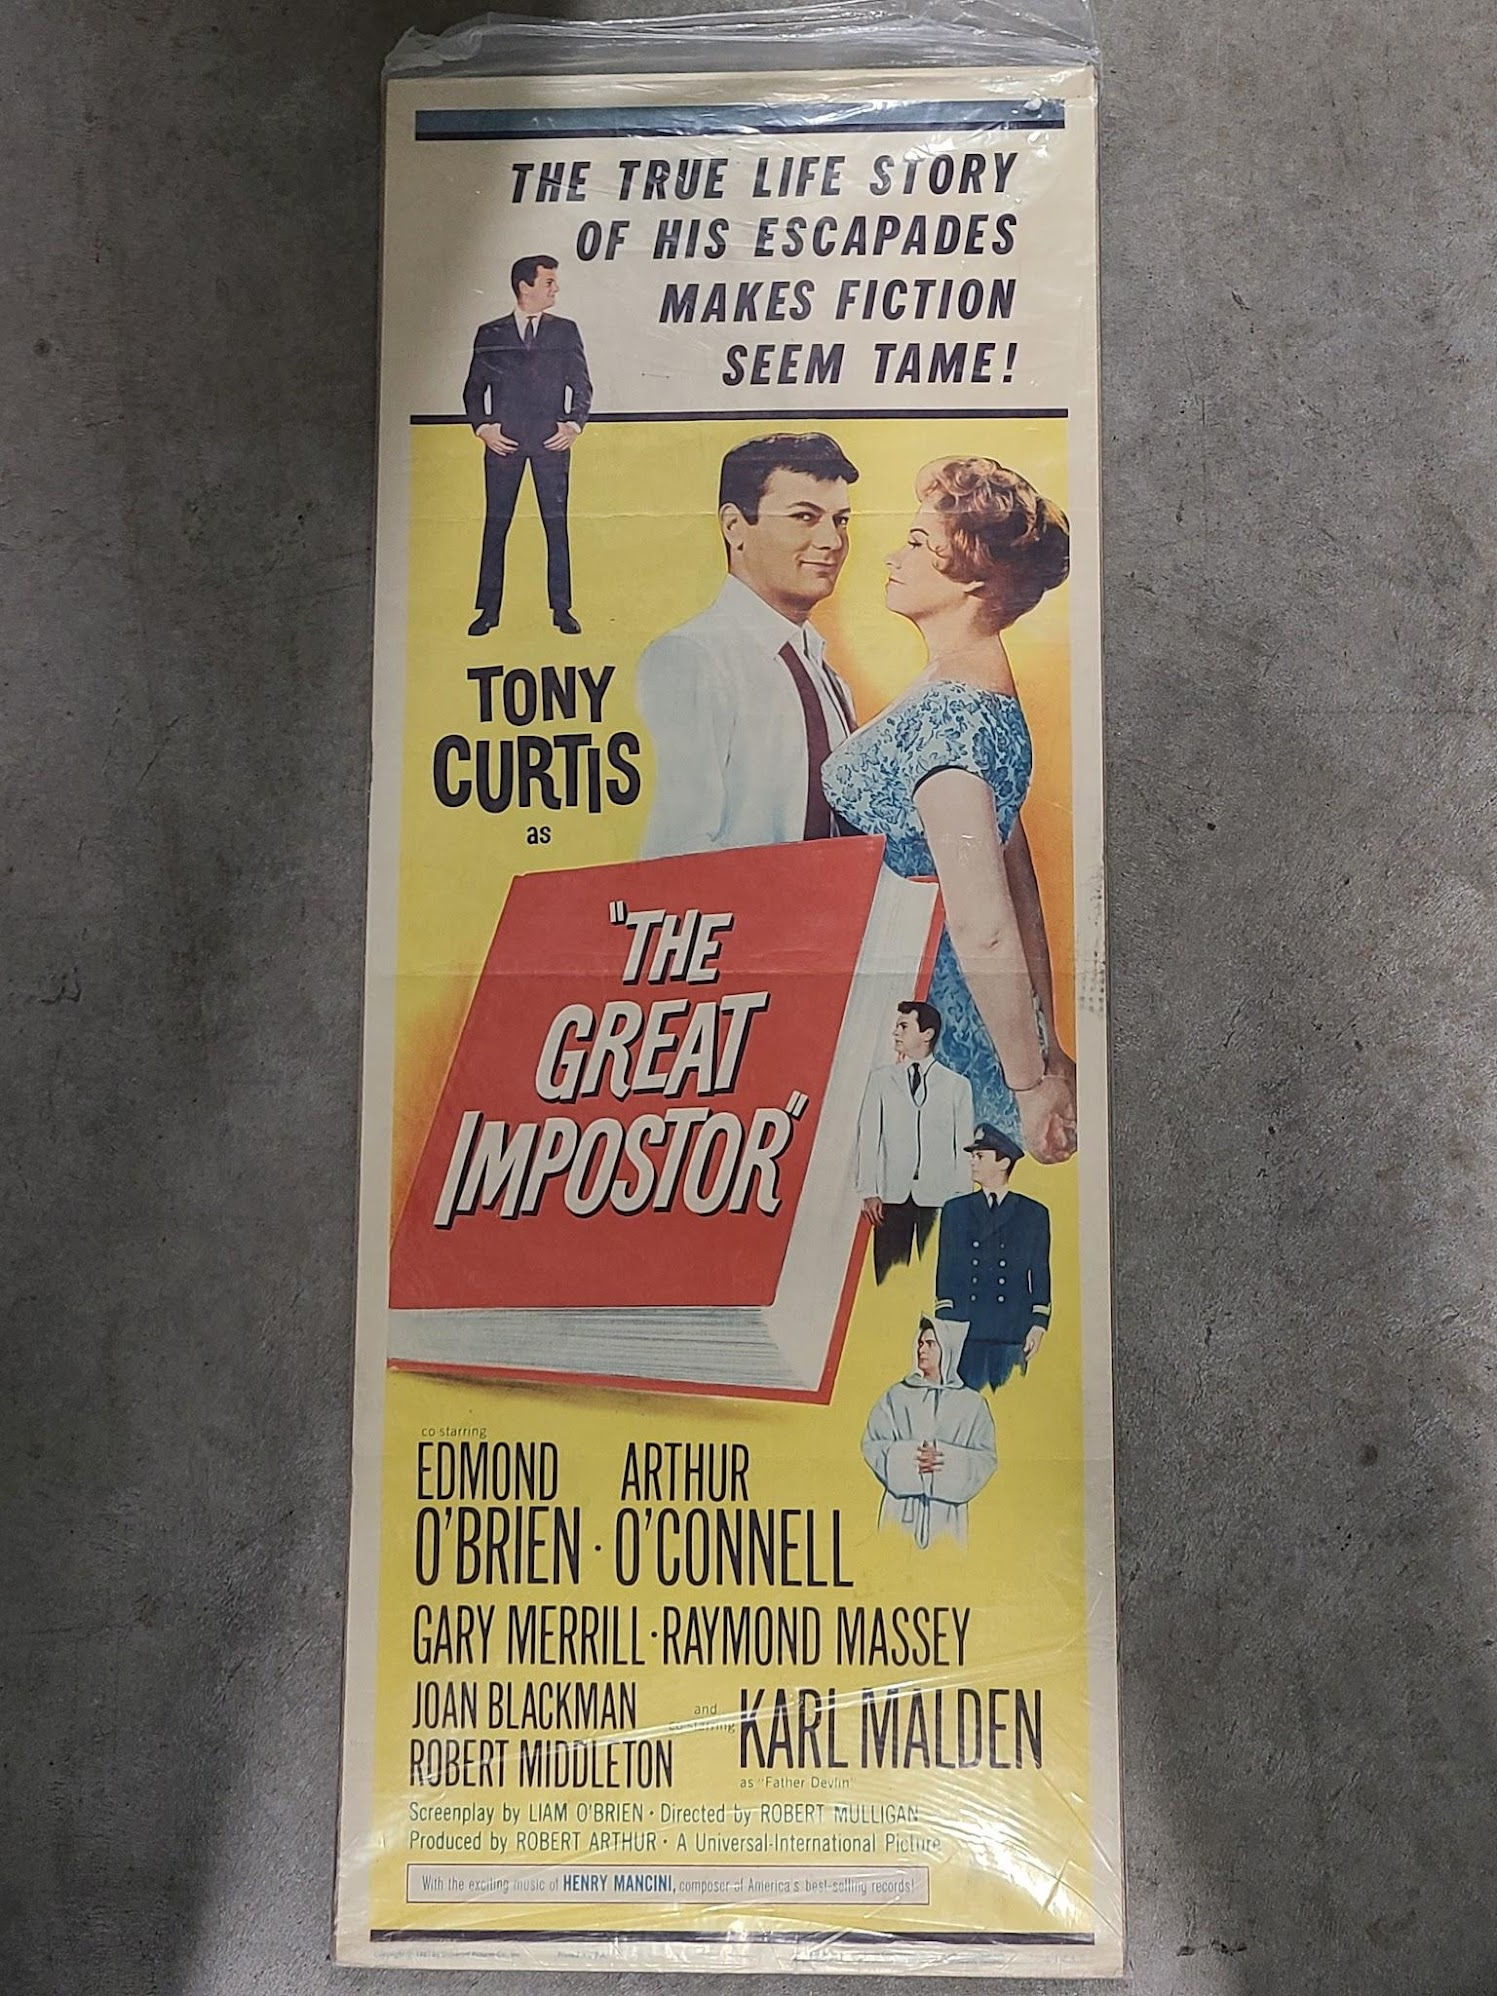 THE TRUE LIFE STORY
OF HIS ESCAPADES
MAKES FICTION
SEEM TAME!
TONY
CURTIS
as
"THE
GREAT
IMPOSTOR"
co-starring
EDMOND O'BRIEN · ARTHUR O'CONNELL
GARY MERRILL · RAYMOND MASSEY
JOAN BLACKMAN
ROBERT MIDDLETON
and
co-starring
KARL MALDEN
as "Father Devlin"
Screenplay by LIAM O'BRIEN · Directed by ROBERT MULLIGAN
Produced by ROBERT ARTHUR · A Universal-International Picture
With the exciting music of HENRY MANCINI, composer of America's best-selling records!